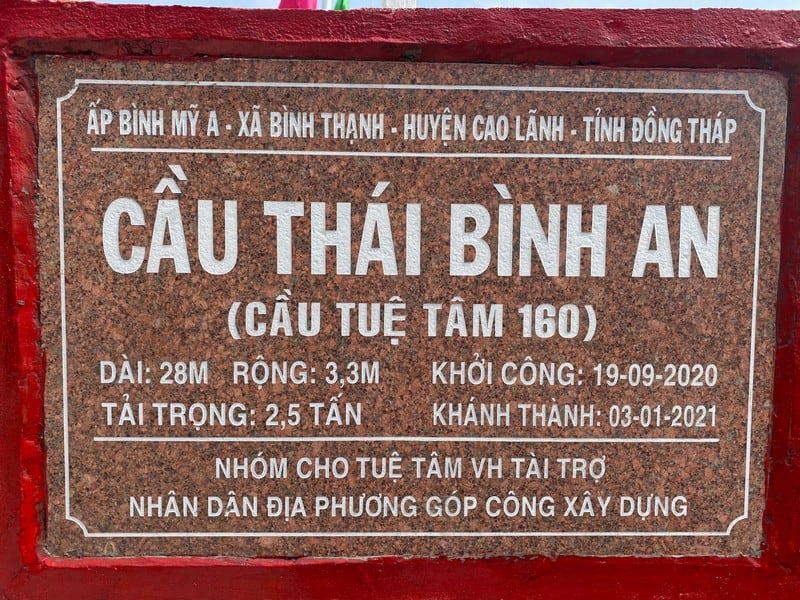 ẤP BÌNH MỸ A - XÃ BÌNH THẠNH - HUYỆN CAO LÃNH - TỈNH ĐỒNG THÁP
CẦU THÁI BÌNH AN
(CẦU TUỆ TÂM 160)
DÀI: 28M RỘNG: 3,3M KHỞI CÔNG: 19-09-2020
TẢI TRỌNG: 2,5 TẤN KHÁNH THÀNH: 03-01-2021
NHÓM CHO TUỆ TÂM VH TÀI TRỢ
NHÂN DÂN ĐỊA PHƯƠNG GÓP CÔNG XÂY DỰNG